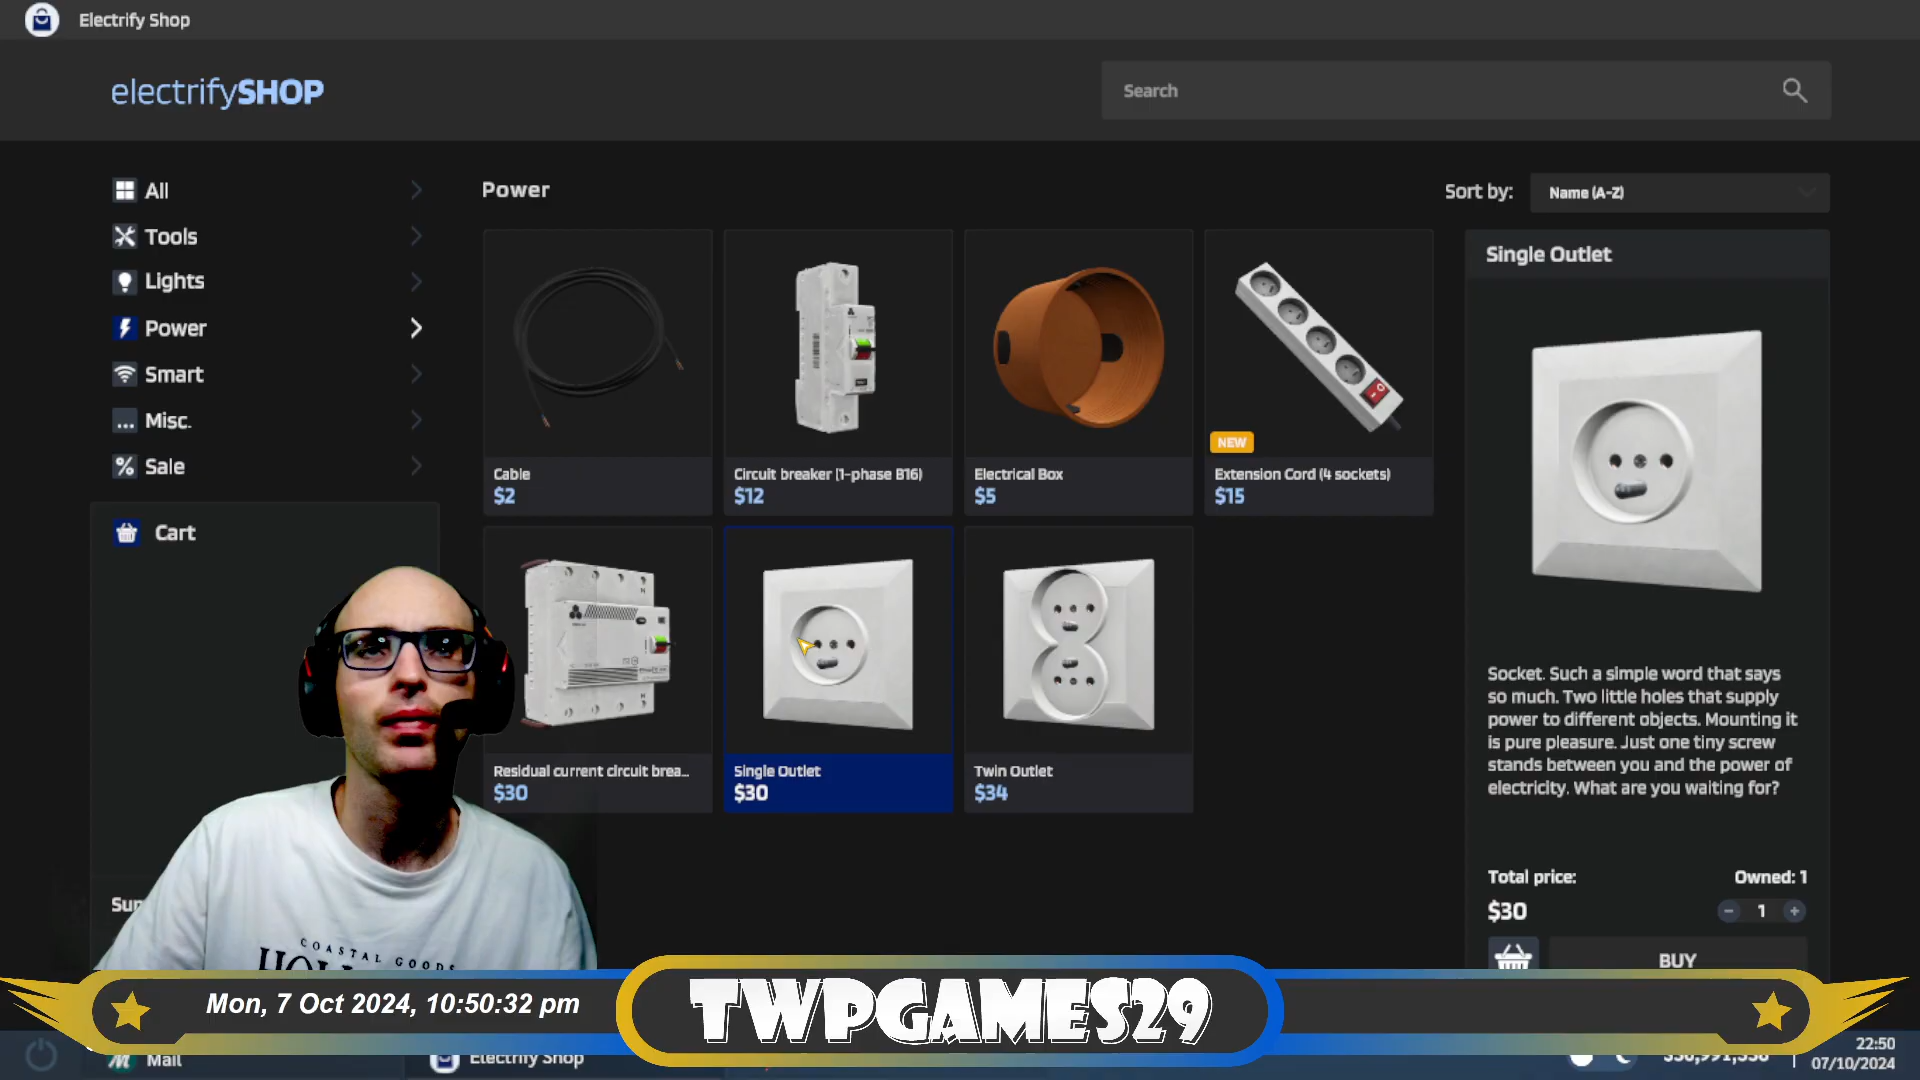 Electrify Shop
electrifySHOP
Search
All
Tools
Lights
Power
Smart
Misc.
Sale
Cart
Power
Sort by:
Name (A-Z)
Cable
$2
Circuit breaker (1-phase B16)
$12
Electrical Box
$5
NEW
Extension Cord (4 sockets)
$15
Residual current circuit brea...
$30
Single Outlet
$30
Twin Outlet
$34
Single Outlet
Socket. Such a simple word that says
so much. Two little holes that supply
power to different objects. Mounting it
is pure pleasure. Just one tiny screw
stands between you and the power of
electricity. What are you waiting for?
Total price:
Owned: 1
$30
1
BUY
COASTAL GOODS
Mon, 7 Oct 2024, 10:50:32 pm
TWPGAMES29
Mail
Electrify Shop
22:50
07/10/2024